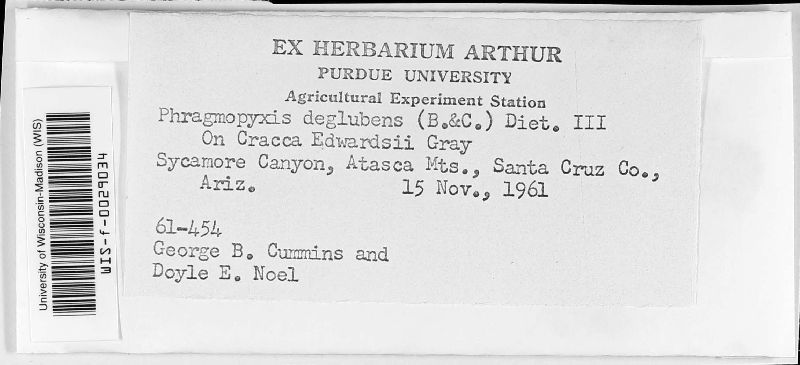 EX HERBARIUM ARTHUR
PURDUE UNIVERSITY
Agricultural Experiment Station
Phragmopyxis deglubens (B.&C.) Diet. III
On Cracca Edwardsii Gray
Sycamore Canyon, Atasca Mts., Santa Cruz Co.,
Ariz. 15 Nov., 1961
61-454
George B. Cummins and
Doyle E. Noel
University of Wisconsin-Madison (WIS)
WIS-f-0026034